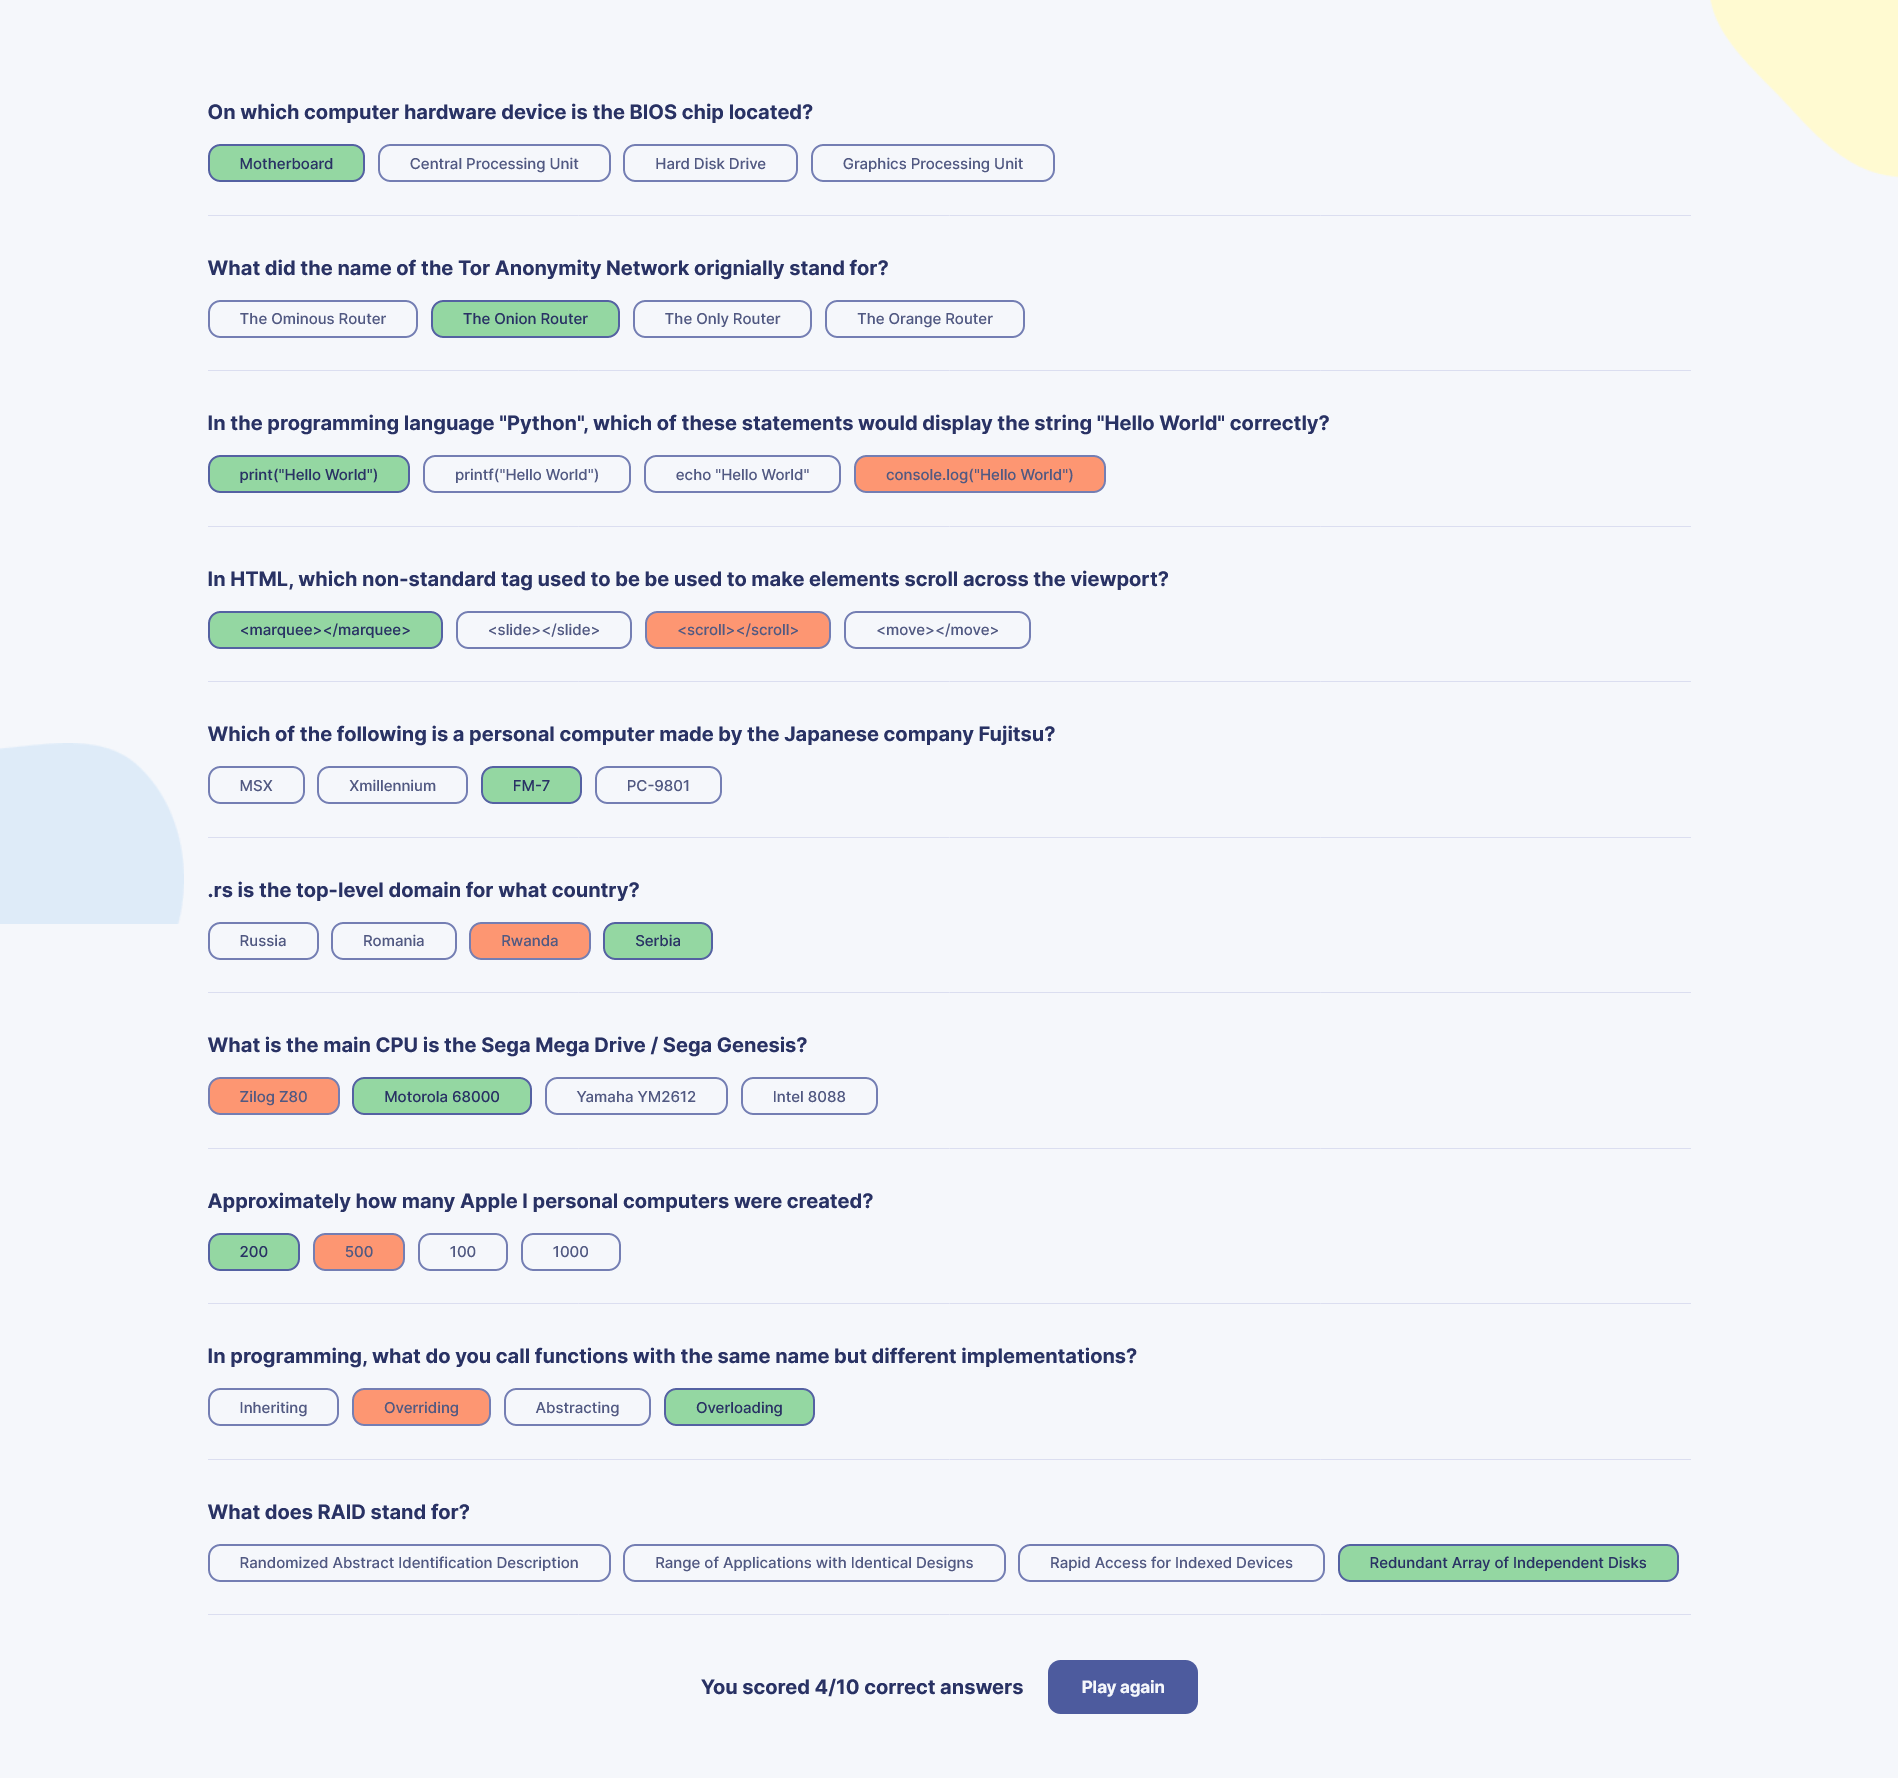 On which computer hardware device is the BIOS chip located?
Motherboard Central Processing Unit Hard Disk Drive Graphics Processing Unit
What did the name of the Tor Anonymity Network orignially stand for?
The Ominous Router The Onion Router The Only Router The Orange Router
In the programming language "Python", which of these statements would display the string "Hello World" correctly?
print("Hello World") printf("Hello World") echo "Hello World" console.log("Hello World")
In HTML, which non-standard tag used to be be used to make elements scroll across the viewport?
<marquee></marquee> <slide></slide> <scroll></scroll> <move></move>
Which of the following is a personal computer made by the Japanese company Fujitsu?
MSX Xmillennium FM-7 PC-9801
.rs is the top-level domain for what country?
Russia Romania Rwanda Serbia
What is the main CPU is the Sega Mega Drive / Sega Genesis?
Zilog Z80 Motorola 68000 Yamaha YM2612 Intel 8088
Approximately how many Apple I personal computers were created?
200 500 100 1000
In programming, what do you call functions with the same name but different implementations?
Inheriting Overriding Abstracting Overloading
What does RAID stand for?
Randomized Abstract Identification Description Range of Applications with Identical Designs Rapid Access for Indexed Devices Redundant Array of Independent Disks
You scored 4/10 correct answers Play again